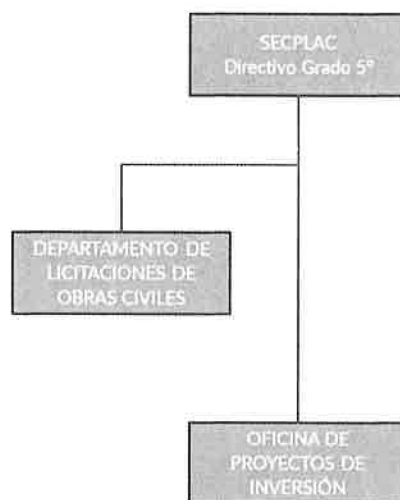 SECPLAC
Directivo Grado 5°
DEPARTAMENTO DE
LICITACIONES DE
OBRAS CIVILES
OFICINA DE
PROYECTOS DE
INVERSIÓN